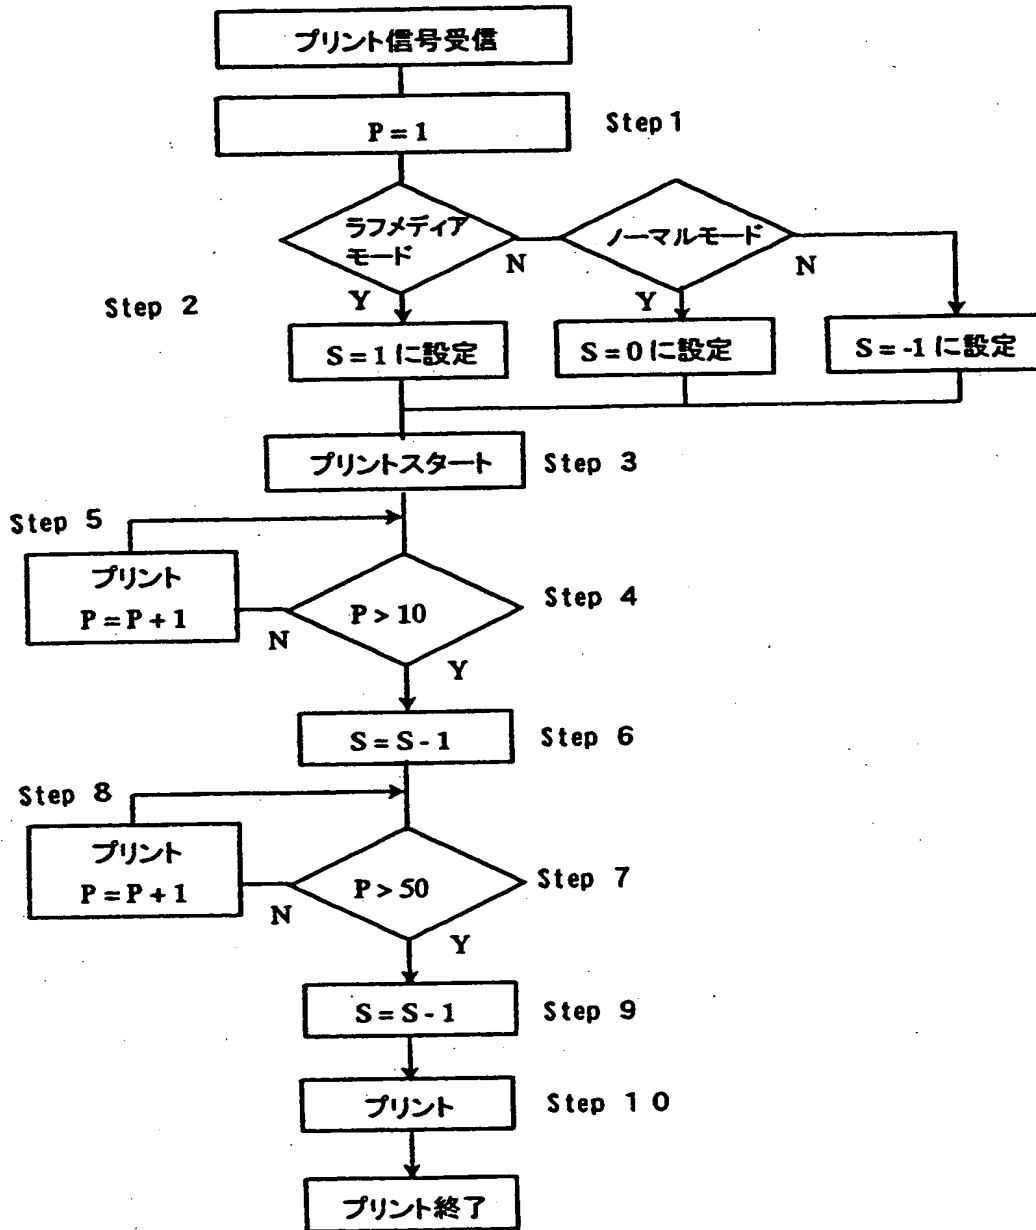 プリント信号受信
P = 1
Step 1
ラフメディア
モード
N
ノーマルモード
N
Y
Y
Step 2
S = 1 に設定
S = 0 に設定
S = -1 に設定
プリントスタート
Step 3
Step 5
プリント
P = P + 1
N
P > 10
Step 4
Y
S = S - 1
Step 6
Step 8
プリント
P = P + 1
N
P > 50
Step 7
Y
S = S - 1
Step 9
プリント
Step 10
プリント終了